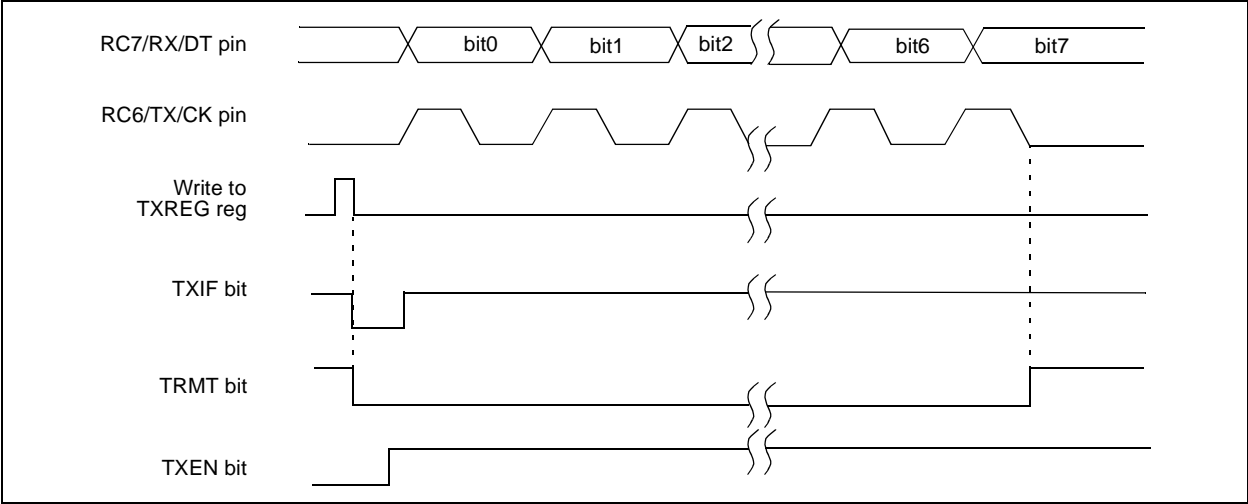 RC7/RX/DT pin
bit0 bit1 bit2 bit6 bit7
RC6/TX/CK pin
Write to
TXREG reg
TXIF bit
TRMT bit
TXEN bit